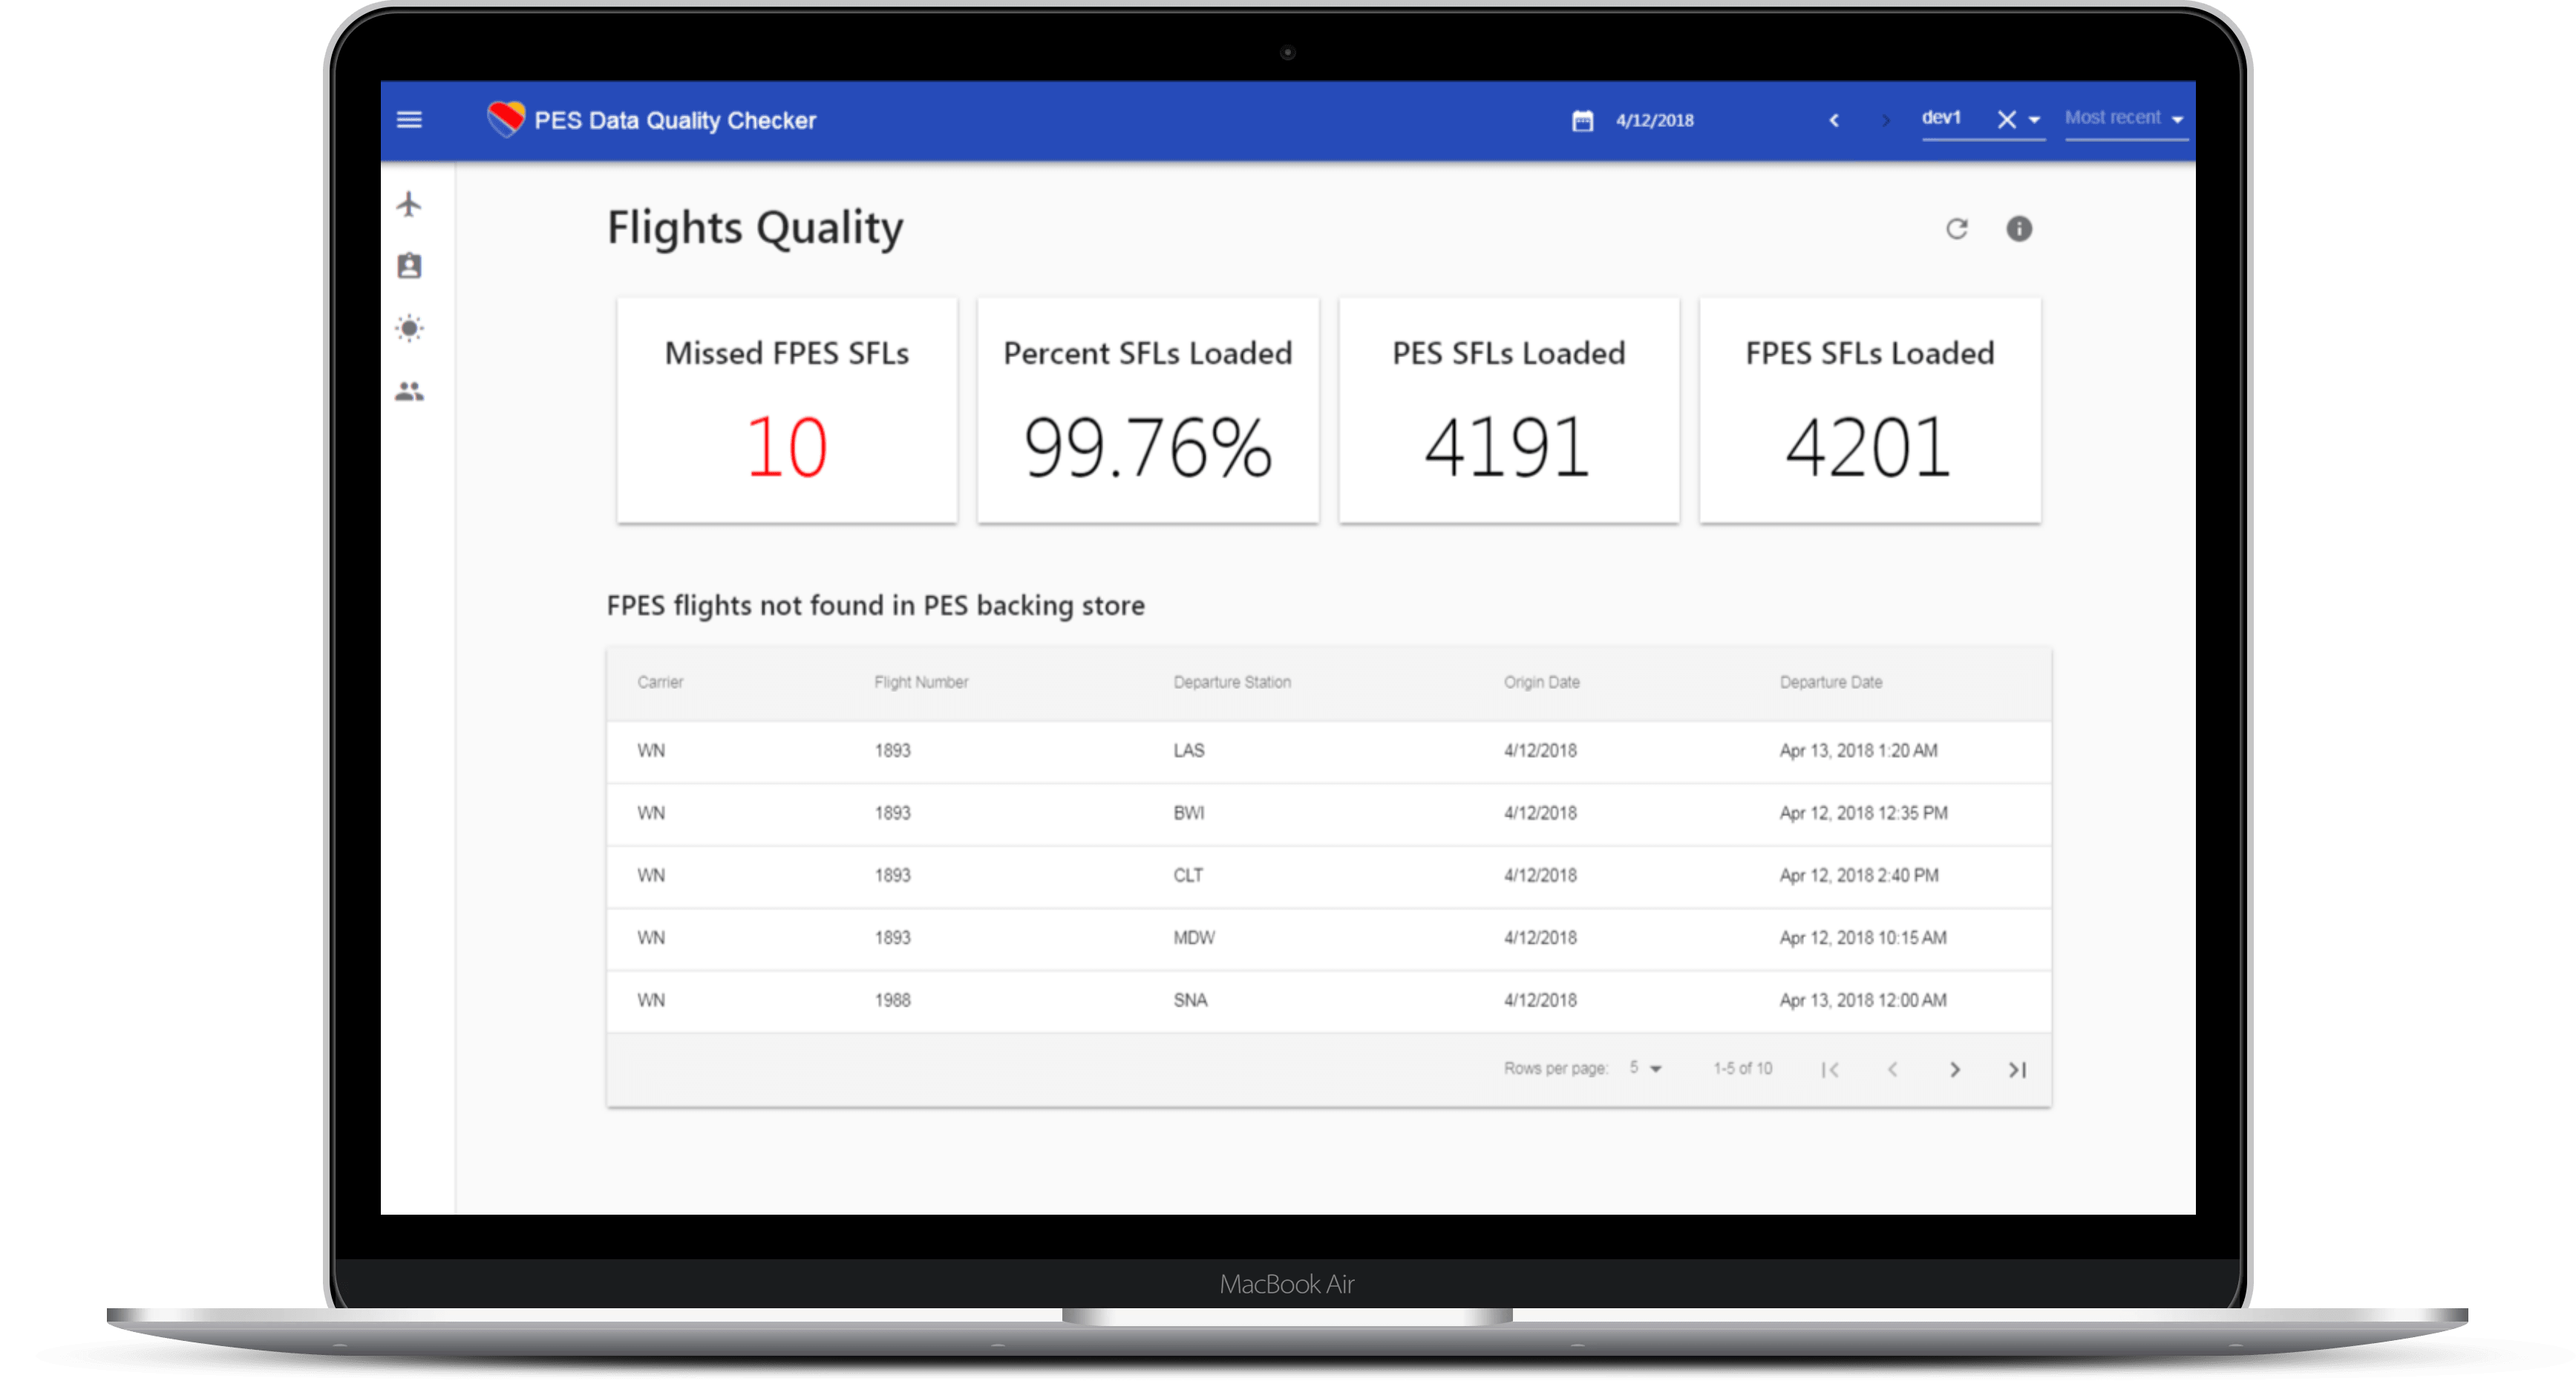 PES Data Quality Checker 4/12/2018 dev1 Most recent
Flights Quality
Missed FPES SFLs Percent SFLs Loaded PES SFLs Loaded FPES SFLs Loaded
10 99.76% 4191 4201
FPES flights not found in PES backing store
Carrier Flight Number Departure Station Origin Date Departure Date
WN 1893 LAS 4/12/2018 Apr 13, 2018 1:20 AM
WN 1893 BWI 4/12/2018 Apr 12, 2018 12:35 PM
WN 1893 CLT 4/12/2018 Apr 12, 2018 2:40 PM
WN 1893 MDW 4/12/2018 Apr 12, 2018 10:15 AM
WN 1988 SNA 4/12/2018 Apr 13, 2018 12:00 AM
Rows per page: 5 1-5 of 10
MacBook Air